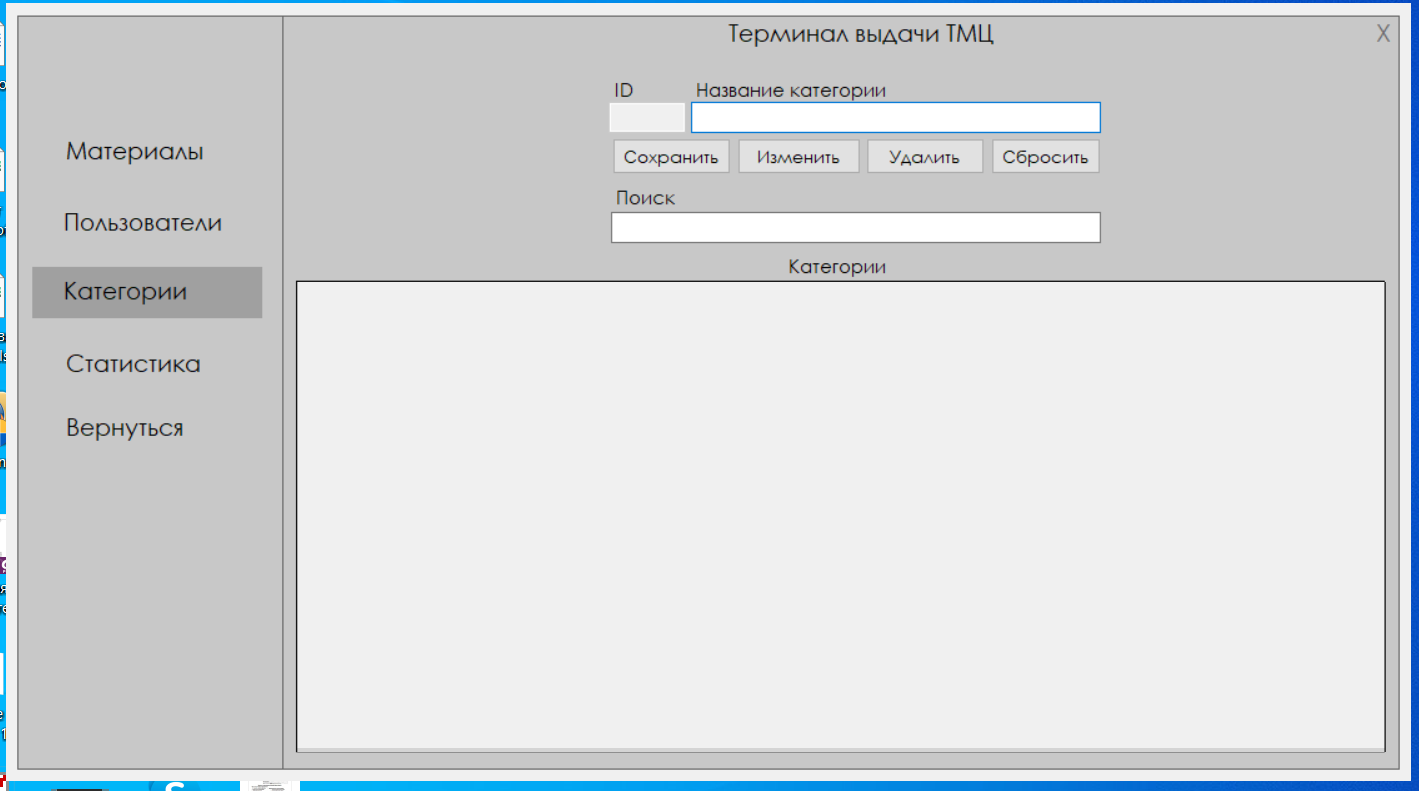 Терминал выдачи ТМЦ
X
Материалы
Пользователи
Категории
Статистика
Вернуться
ID
Название категории
Сохранить
Изменить
Удалить
Сбросить
Поиск
Категории